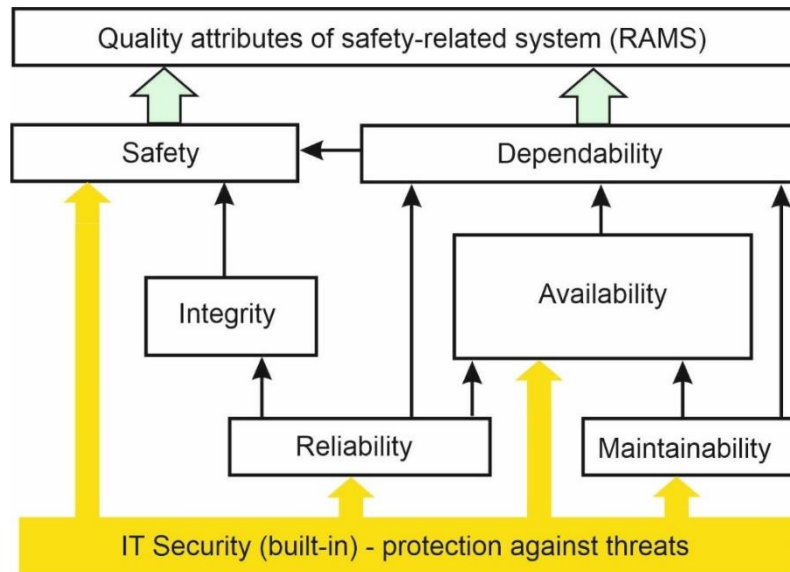 Quality attributes of safety-related system (RAMS)
Safety
Dependability
Availability
Integrity
Reliability
Maintainability
IT Security (built-in) - protection against threats